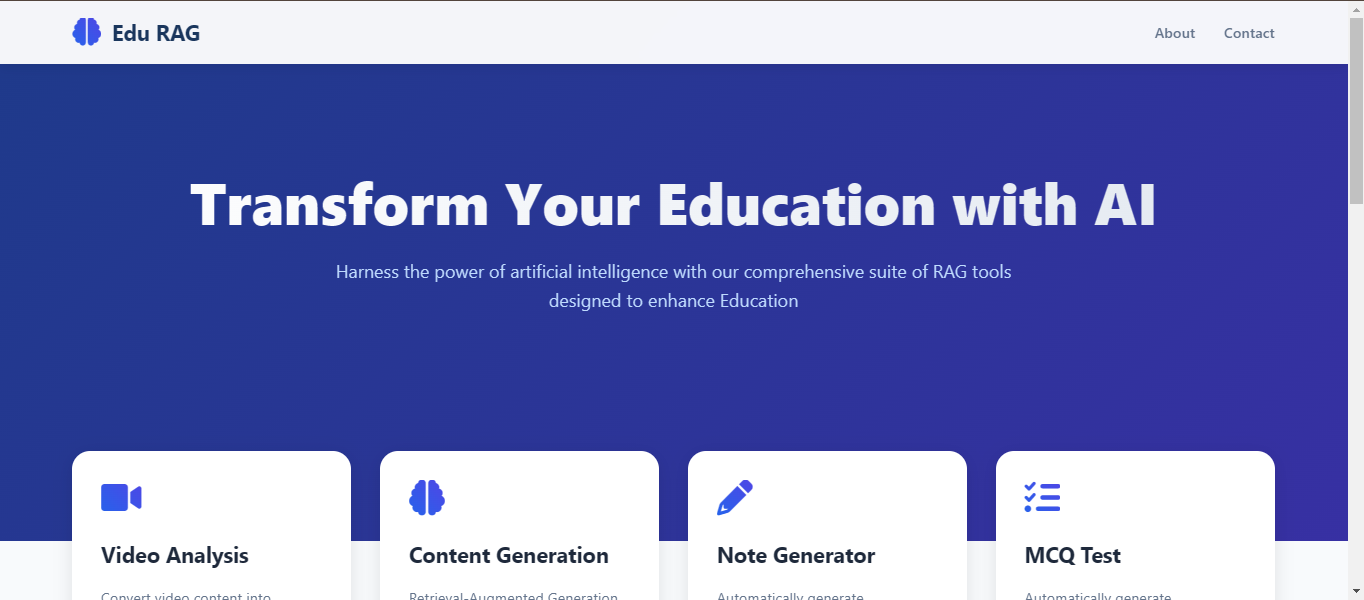 Edu RAG
About
Contact
Transform Your Education with AI
Harness the power of artificial intelligence with our comprehensive suite of RAG tools
designed to enhance Education
Video Analysis
Convert video content into
Content Generation
Retrieval-Augmented Generation
Note Generator
Automatically generate
MCQ Test
Automatically generate